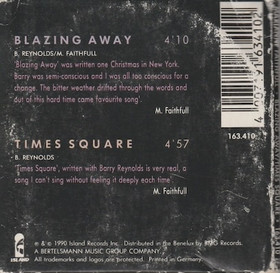 BLAZING AWAY 4'10
B. REYNOLDS/M. FAITHFULL
'Blazing Away' was written one Christmas in New York.
Barry was semi-conscious and I was all too conscious for a
change. The bitter weather drifted through the words and
out of this hard time came favourite song'.
M. Faithfull
TIMES SQUARE 4'57
B. REYNOLDS
'Times Square', written with Barry Reynolds is very real, a
song I can't sing without feeling it deeply each time'
M. Faithfull
163.410
ISLAND
℗ & © 1990 Island Records Inc. Distributed in the Benelux by BMG Records.
A BERTELSMANN MUSIC GROUP COMPANY.
All trademarks and logos are protected. Printed in Germany.